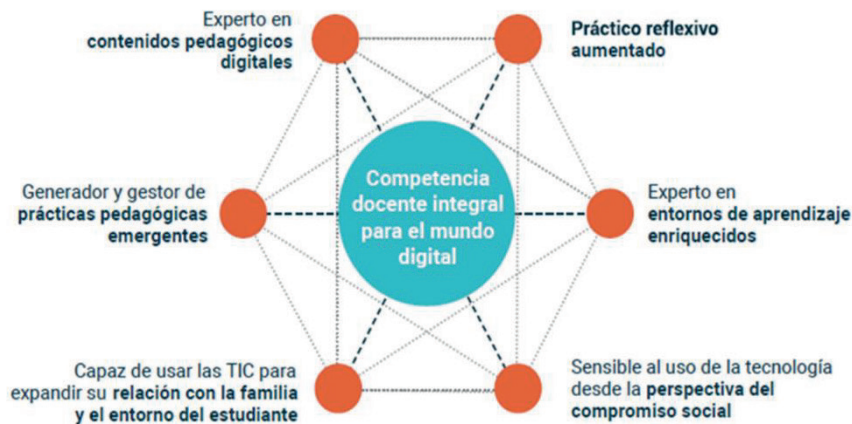 Experto en
contenidos pedagógicos
digitales
Práctico reflexivo
aumentado
Generador y gestor de
prácticas pedagógicas
emergentes
Competencia
docente integral
para el mundo
digital
Experto en
entornos de aprendizaje
enriquecidos
Capaz de usar las TIC para
expandir su relación con la familia
y el entorno del estudiante
Sensible al uso de la tecnología
desde la perspectiva del
compromiso social